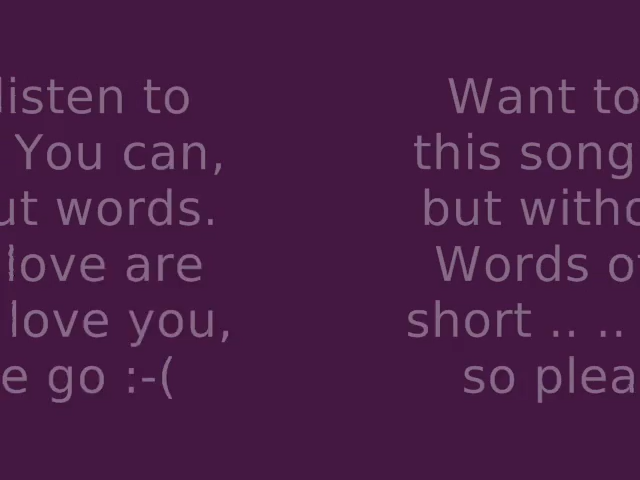 listen to
You can,
ut words.
love are
love you,
e go :-(
Want to
this song
but witho
Words of
short .. ..
so plea